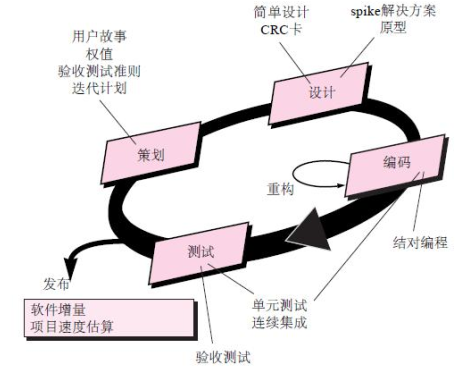 简单设计
CRC卡
spike解决方案
原型
用户故事
权值
验收测试准则
迭代计划
设计
策划
编码
重构
测试
结对编程
发布
软件增量
项目速度估算
单元测试
连续集成
验收测试